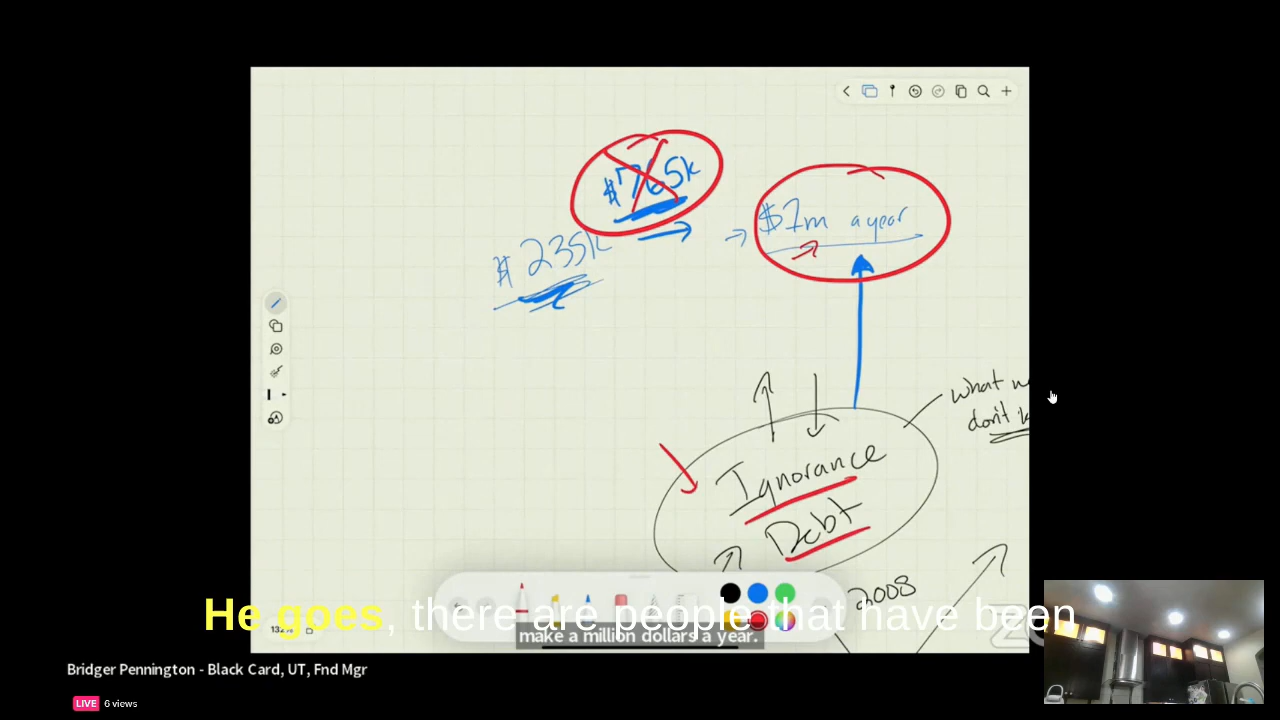 $765k
$1m a year
$235k
what
don't
Ignorance
Debt
2008
He goes, there are people that have been
make a million dollars a year.
Bridger Pennington - Black Card, UT, Fnd Mgr
LIVE 6 views